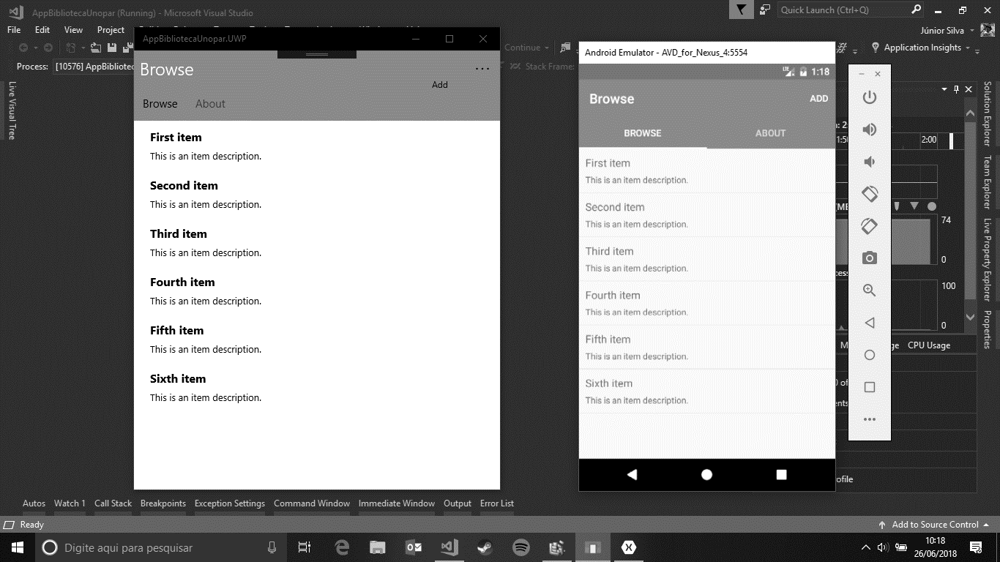 AppBibliotecaUnopar (Running) - Microsoft Visual Studio
Quick Launch (Ctrl+Q)
File Edit View Project
Júnior Silva
Continue
Application Insights
Process: [10576] AppBibliotec
Stack Frame:
Live Visual Tree
AppBibliotecaUnopar.UWP
Browse
Add
Browse About
First item
This is an item description.
Second item
This is an item description.
Third item
This is an item description.
Fourth item
This is an item description.
Fifth item
This is an item description.
Sixth item
This is an item description.
Android Emulator - AVD_for_Nexus_4:5554
LTE 1:18
Browse ADD
BROWSE ABOUT
First item
This is an item description.
Second item
This is an item description.
Third item
This is an item description.
Fourth item
This is an item description.
Fifth item
This is an item description.
Sixth item
This is an item description.
2:00
74
0
100
0
CPU Usage
Solution Explorer
Team Explorer
Live Property Explorer
Properties
Autos Watch 1 Call Stack Breakpoints Exception Settings Command Window Immediate Window Output Error List
Ready
Add to Source Control
Digite aqui para pesquisar
10:18
26/06/2018